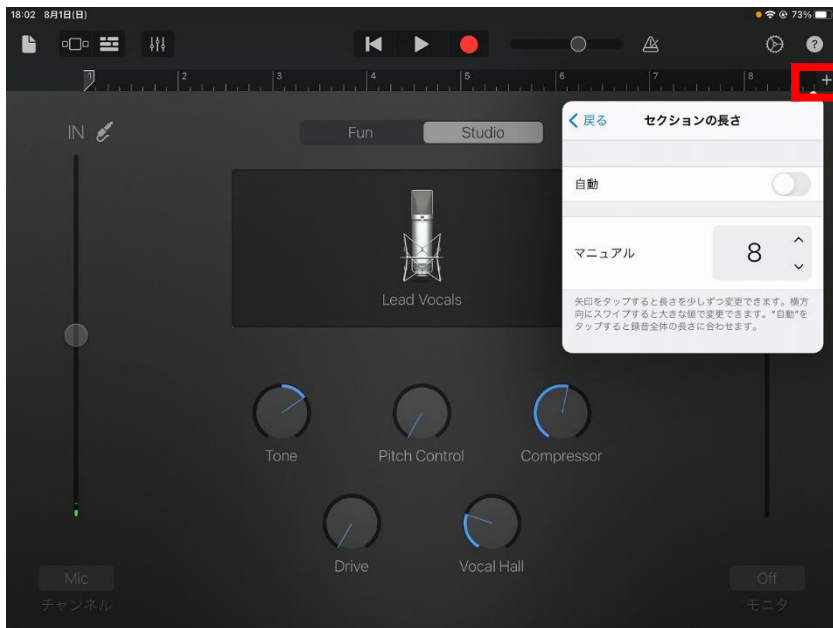 18:02 8月1日(日)
73%
?
1 2 3 4 5 6 7 8 +
戻る セクションの長さ
IN Fun Studio
自動
マニュアル 8
Lead Vocals
矢印をタップすると長さを少しずつ変更できます。横方
向にスワイプすると大きな値で変更できます。"自動"を
タップすると録音全体の長さに合わせます。
Tone Pitch Control Compressor
Drive Vocal Hall
Mic Off
チャンネル モニタ